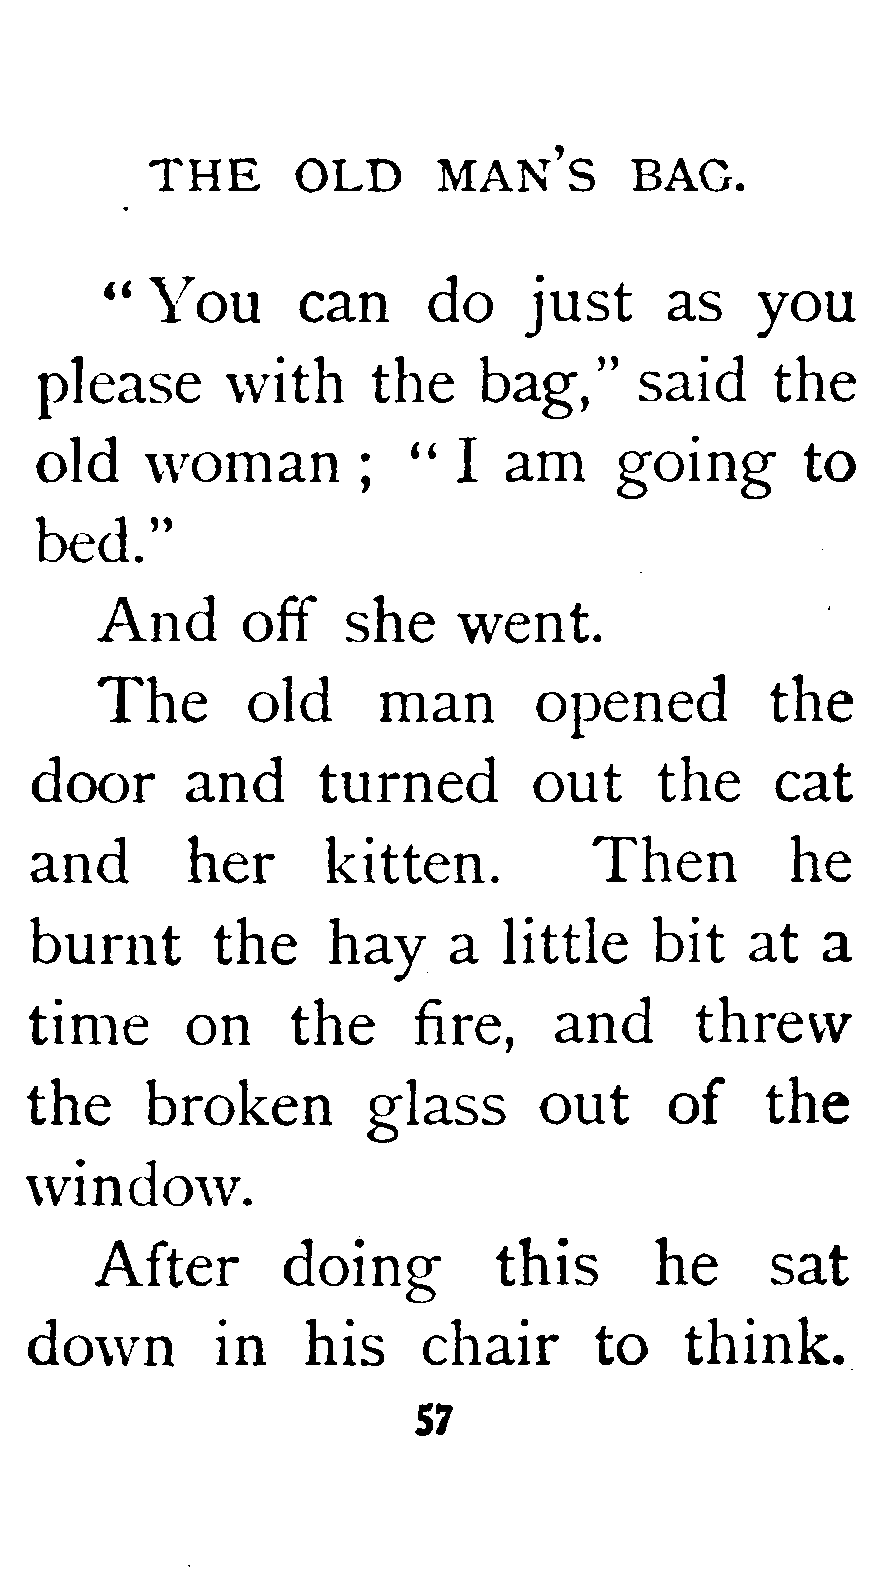 THE OLD MAN'S BAG.
“You can do just as you
please with the bag,” said the
old woman ; “I am going to
bed.”
And off she went.
The old man opened the
door and turned out the cat
and her kitten. Then he
burnt the hay a little bit at a
time on the fire, and threw
the broken glass out of the
window.
After doing this he sat
down in his chair to think.
57